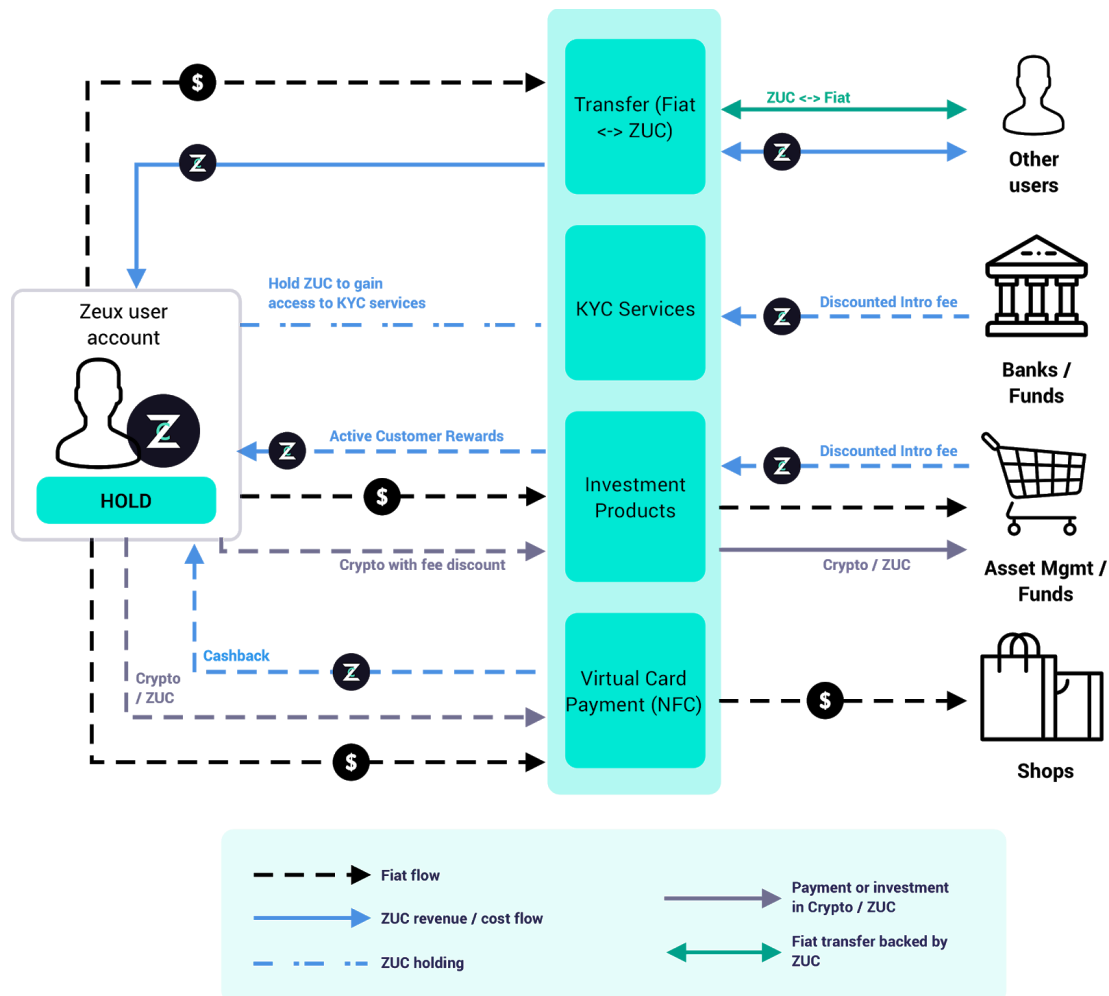 $
Transfer (Fiat
<-> ZUC)
ZUC <-> Fiat
Other
users
Hold ZUC to gain
access to KYC services
KYC Services
Discounted Intro fee
Banks /
Funds
Zeux user
account
HOLD
Active Customer Rewards
$
Crypto with fee discount
Investment
Products
Discounted Intro fee
Crypto / ZUC
Asset Mgmt /
Funds
Cashback
Crypto
/ ZUC
$
Virtual Card
Payment (NFC)
$
Shops
Fiat flow
ZUC revenue / cost flow
ZUC holding
Payment or investment
in Crypto / ZUC
Fiat transfer backed by
ZUC